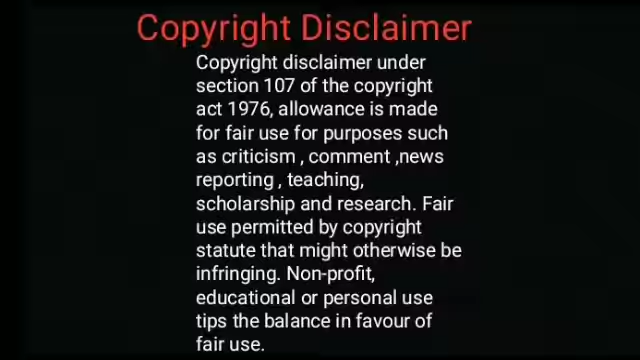 Copyright Disclaimer
Copyright disclaimer under
section 107 of the copyright
act 1976, allowance is made
for fair use for purposes such
as criticism , comment ,news
reporting , teaching,
scholarship and research. Fair
use permitted by copyright
statute that might otherwise be
infringing. Non-profit,
educational or personal use
tips the balance in favour of
fair use.